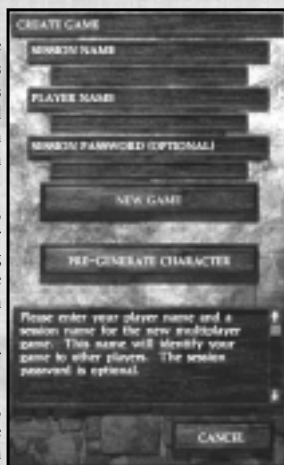 CREATE GAME
SESSION NAME
PLAYER NAME
SESSION PASSWORD (OPTIONAL)
NEW GAME
PRE-GENERATE CHARACTER
Please enter your player name and a
session name for the new multiplayer
game. This name will identify your
game to other players. The session
password is optional.
CANCEL